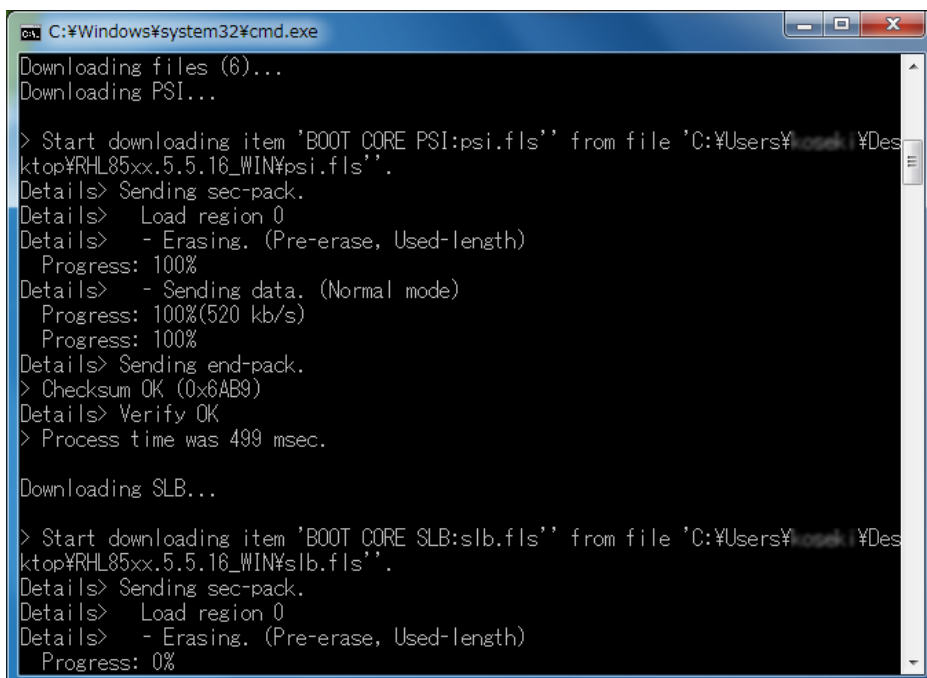 C:¥Windows¥system32¥cmd.exe
Downloading files (6)...
Downloading PSI...
> Start downloading item 'BOOT CORE PSI:psi.fls'' from file 'C:¥Users¥ ¥Des
ktop¥RHL85xx.5.5.16_WIN¥psi.fls''.
Details> Sending sec-pack.
Details>   Load region 0
Details>   - Erasing. (Pre-erase, Used-length)
  Progress: 100%
Details>   - Sending data. (Normal mode)
  Progress: 100%(520 kb/s)
  Progress: 100%
Details> Sending end-pack.
> Checksum OK (0x6AB9)
Details> Verify OK
> Process time was 499 msec.
Downloading SLB...
> Start downloading item 'BOOT CORE SLB:slb.fls'' from file 'C:¥Users¥ ¥Des
ktop¥RHL85xx.5.5.16_WIN¥slb.fls''.
Details> Sending sec-pack.
Details>   Load region 0
Details>   - Erasing. (Pre-erase, Used-length)
  Progress: 0%